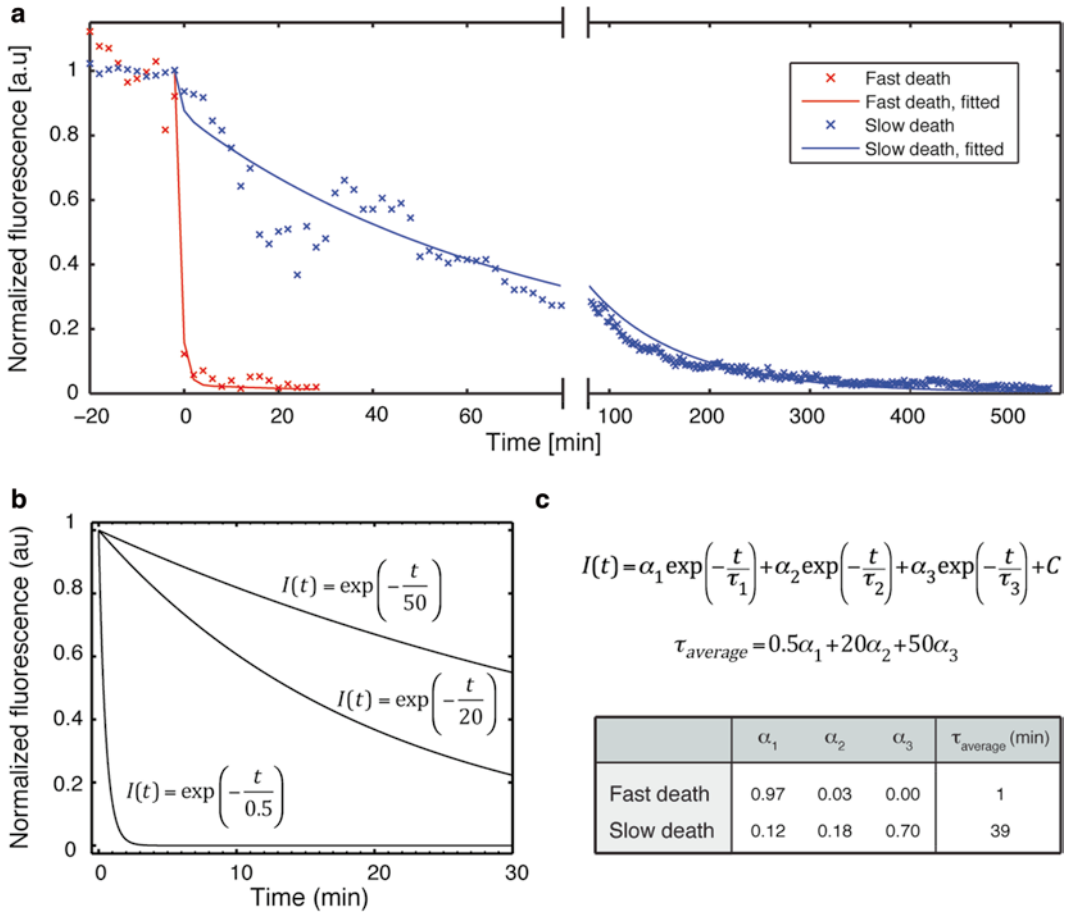 a
Normalized fluorescence [a.u]
1
0.8
0.6
0.4
0.2
0
−20 0 20 40 60 100 200 300 400 500
Time [min]
Fast death
Fast death, fitted
Slow death
Slow death, fitted
b
Normalized fluorescence (au)
1
0.8
0.6
0.4
0.2
0
0 10 20 30
Time (min)
I(t) = exp(−t/50)
I(t) = exp(−t/20)
I(t) = exp(−t/0.5)
c
I(t) = α₁ exp(−t/τ₁) + α₂ exp(−t/τ₂) + α₃ exp(−t/τ₃) + C
τ_average = 0.5α₁ + 20α₂ + 50α₃
α₁ α₂ α₃ τ_average (min)
Fast death 0.97 0.03 0.00 1
Slow death 0.12 0.18 0.70 39